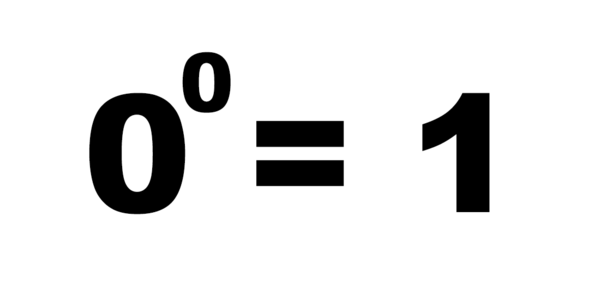 0⁰ = 1